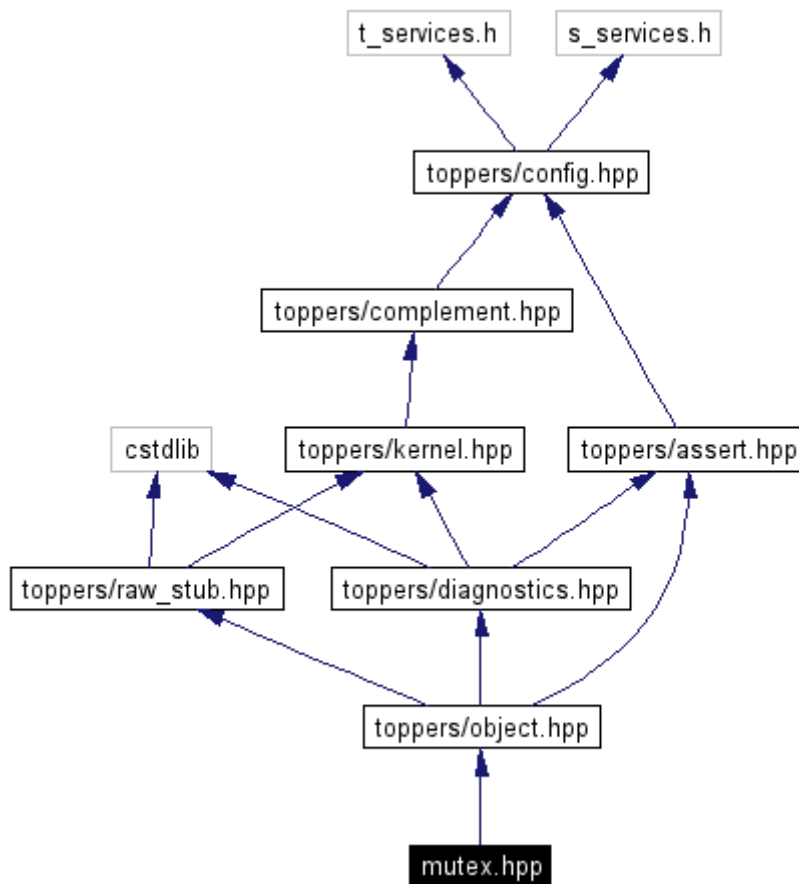 t_services.h
s_services.h
toppers/config.hpp
toppers/complement.hpp
cstdlib
toppers/kernel.hpp
toppers/assert.hpp
toppers/raw_stub.hpp
toppers/diagnostics.hpp
toppers/object.hpp
mutex.hpp